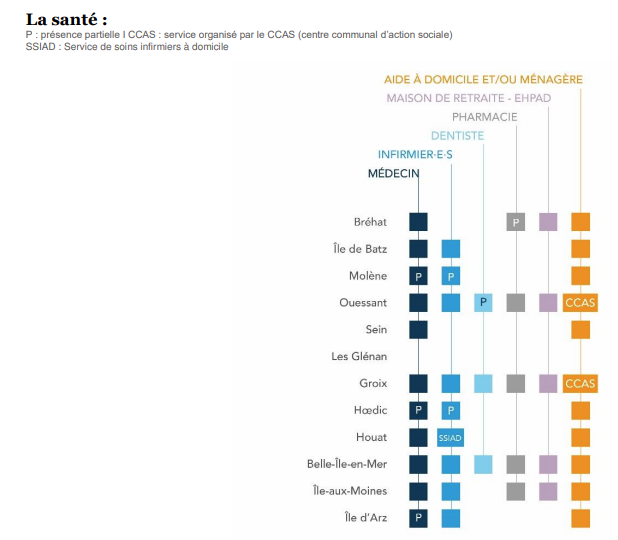 La santé :
P : présence partielle I CCAS : service organisé par le CCAS (centre communal d'action sociale)
SSIAD : Service de soins infirmiers à domicile
AIDE À DOMICILE ET/OU MÉNAGÈRE
MAISON DE RETRAITE - EHPAD
PHARMACIE
DENTISTE
INFIRMIER·E·S
MÉDECIN
Bréhat P
Île de Batz
Molène P P
Ouessant P CCAS
Sein
Les Glénan
Groix CCAS
Hœdic P P
Houat SSIAD
Belle-Île-en-Mer
Île-aux-Moines
Île d'Arz P